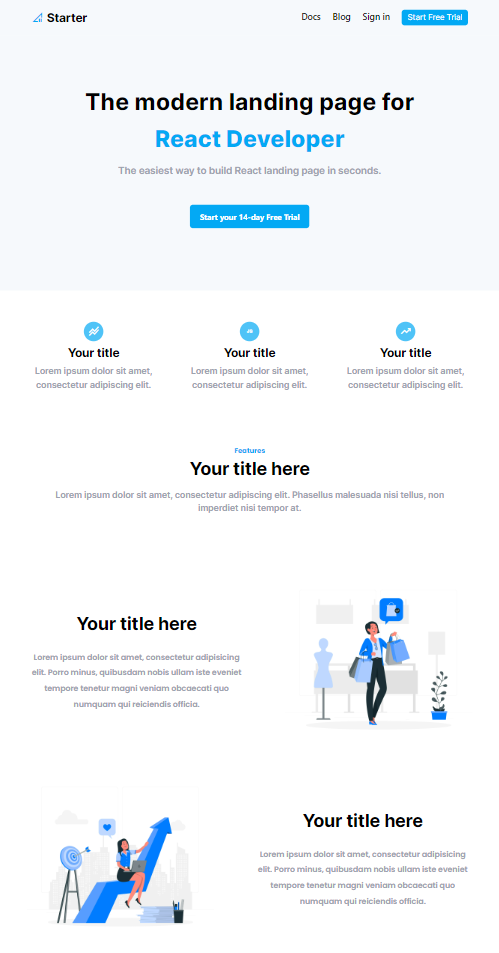 Starter
Docs Blog Sign in Start Free Trial
The modern landing page for
React Developer
The easiest way to build React landing page in seconds.
Start your 14-day Free Trial
Your title Your title Your title
Lorem ipsum dolor sit amet, Lorem ipsum dolor sit amet, Lorem ipsum dolor sit amet,
consectetur adipiscing elit. consectetur adipiscing elit. consectetur adipiscing elit.
Features
Your title here
Lorem ipsum dolor sit amet, consectetur adipiscing elit. Phasellus malesuada nisi tellus, non
imperdiet nisi tempor at.
Your title here
Lorem ipsum dolor sit amet, consectetur adipisicing
elit. Porro minus, quibusdam nobis ullam iste eveniet
tempore tenetur magni veniam obcaecati quo
numquam qui reiciendis officia.
Your title here
Lorem ipsum dolor sit amet, consectetur adipisicing
elit. Porro minus, quibusdam nobis ullam iste eveniet
tempore tenetur magni veniam obcaecati quo
numquam qui reiciendis officia.